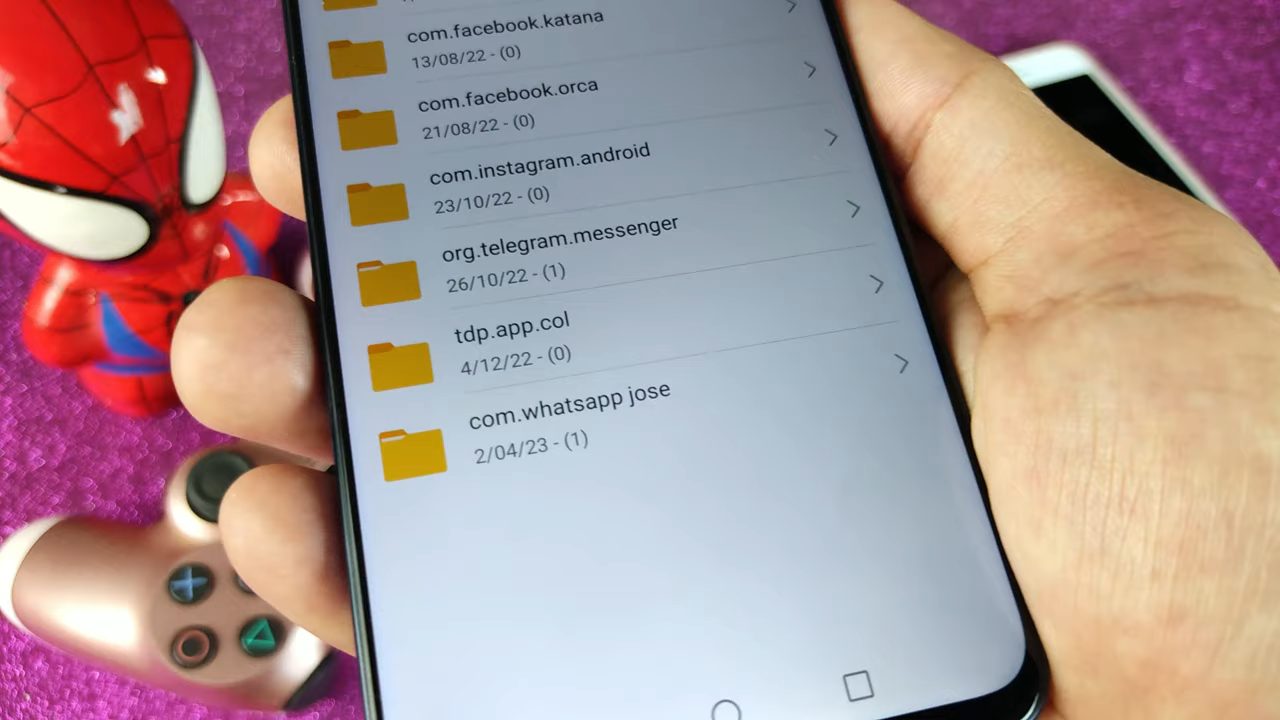 com.facebook.katana
13/08/22 - (0)
com.facebook.orca
21/08/22 - (0)
com.instagram.android
23/10/22 - (0)
org.telegram.messenger
26/10/22 - (1)
tdp.app.col
4/12/22 - (0)
com.whatsapp jose
2/04/23 - (1)